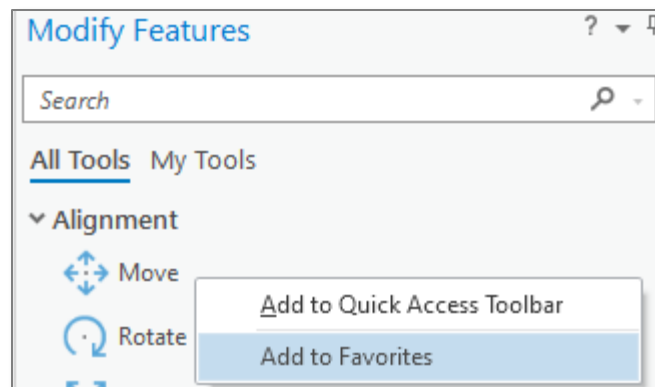 Modify Features ?
Search
All Tools My Tools
Alignment
Move
Add to Quick Access Toolbar
Rotate
Add to Favorites